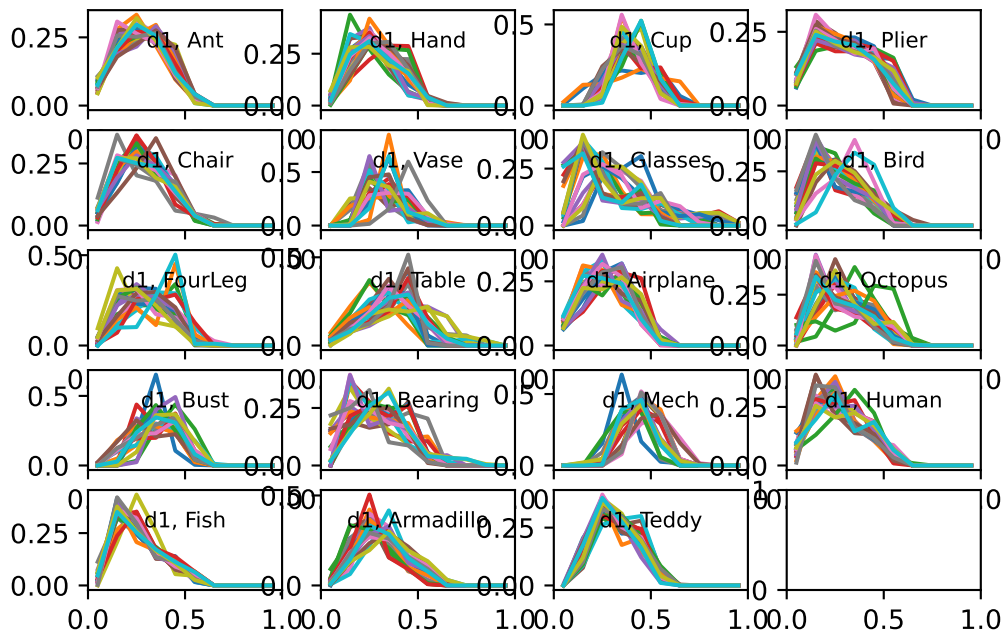 0.25 d1, Ant 0.25 d1, Hand 0.5 d1, Cup 0.25 d1, Plier
0.00 0.00 0.0 0.00
0.25 d1, Chair 0.5 d1, Vase 0.25 d1, Glasses 0.25 d1, Bird
0.00 0.0 0.00 0.00
0.5 d1, FourLeg 0.5 d1, Table 0.25 d1, Airplane 0.25 d1, Octopus
0.0 0.0 0.00 0.00
0.5 d1, Bust 0.25 d1, Bearing 0.5 d1, Mech 0.25 d1, Human
0.0 0.00 0.0 0.00
0.25 d1, Fish 0.5 d1, Armadillo 0.25 d1, Teddy 1
0.00 0.0 0.00 0
0.0 0.5 1.0 0.0 0.5 1.0 0.0 0.5 1.0 0.0 0.5 1.0